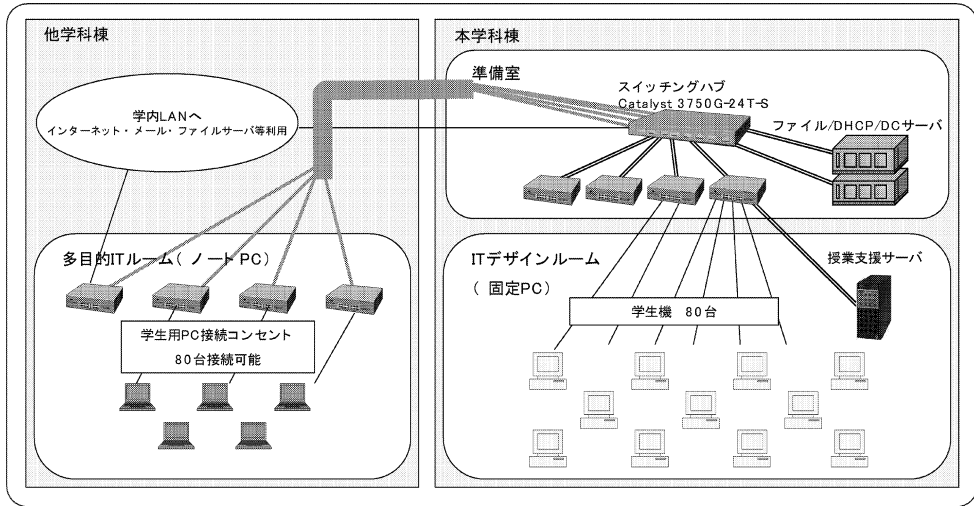 他学科棟
学内LANへ
インターネット・メール・ファイルサーバ等利用
多目的ITルーム( ノートPC)
学生用PC接続コンセント
80台接続可能
本学科棟
準備室
スイッチングハブ
Catalyst 3750G-24T-S
ファイル/DHCP/DCサーバ
ITデザインルーム
( 固定PC)
授業支援サーバ
学生機 80台